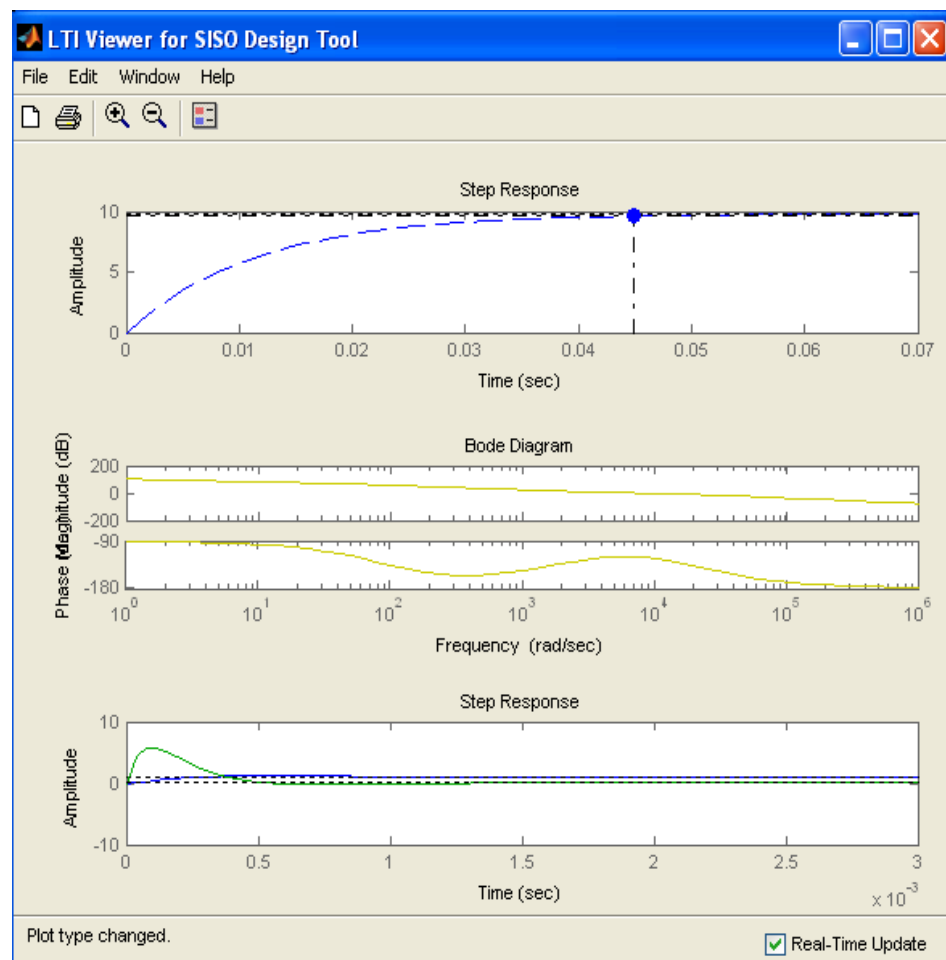 LTI Viewer for SISO Design Tool
File Edit Window Help
Step Response
Amplitude
10
5
0
0 0.01 0.02 0.03 0.04 0.05 0.06 0.07
Time (sec)
Bode Diagram
Magnitude (dB)
200
0
-200
Phase
-90
-180
10^0 10^1 10^2 10^3 10^4 10^5 10^6
Frequency (rad/sec)
Step Response
Amplitude
10
0
-10
0 0.5 1 1.5 2 2.5 3
x 10^-3
Time (sec)
Plot type changed.
Real-Time Update